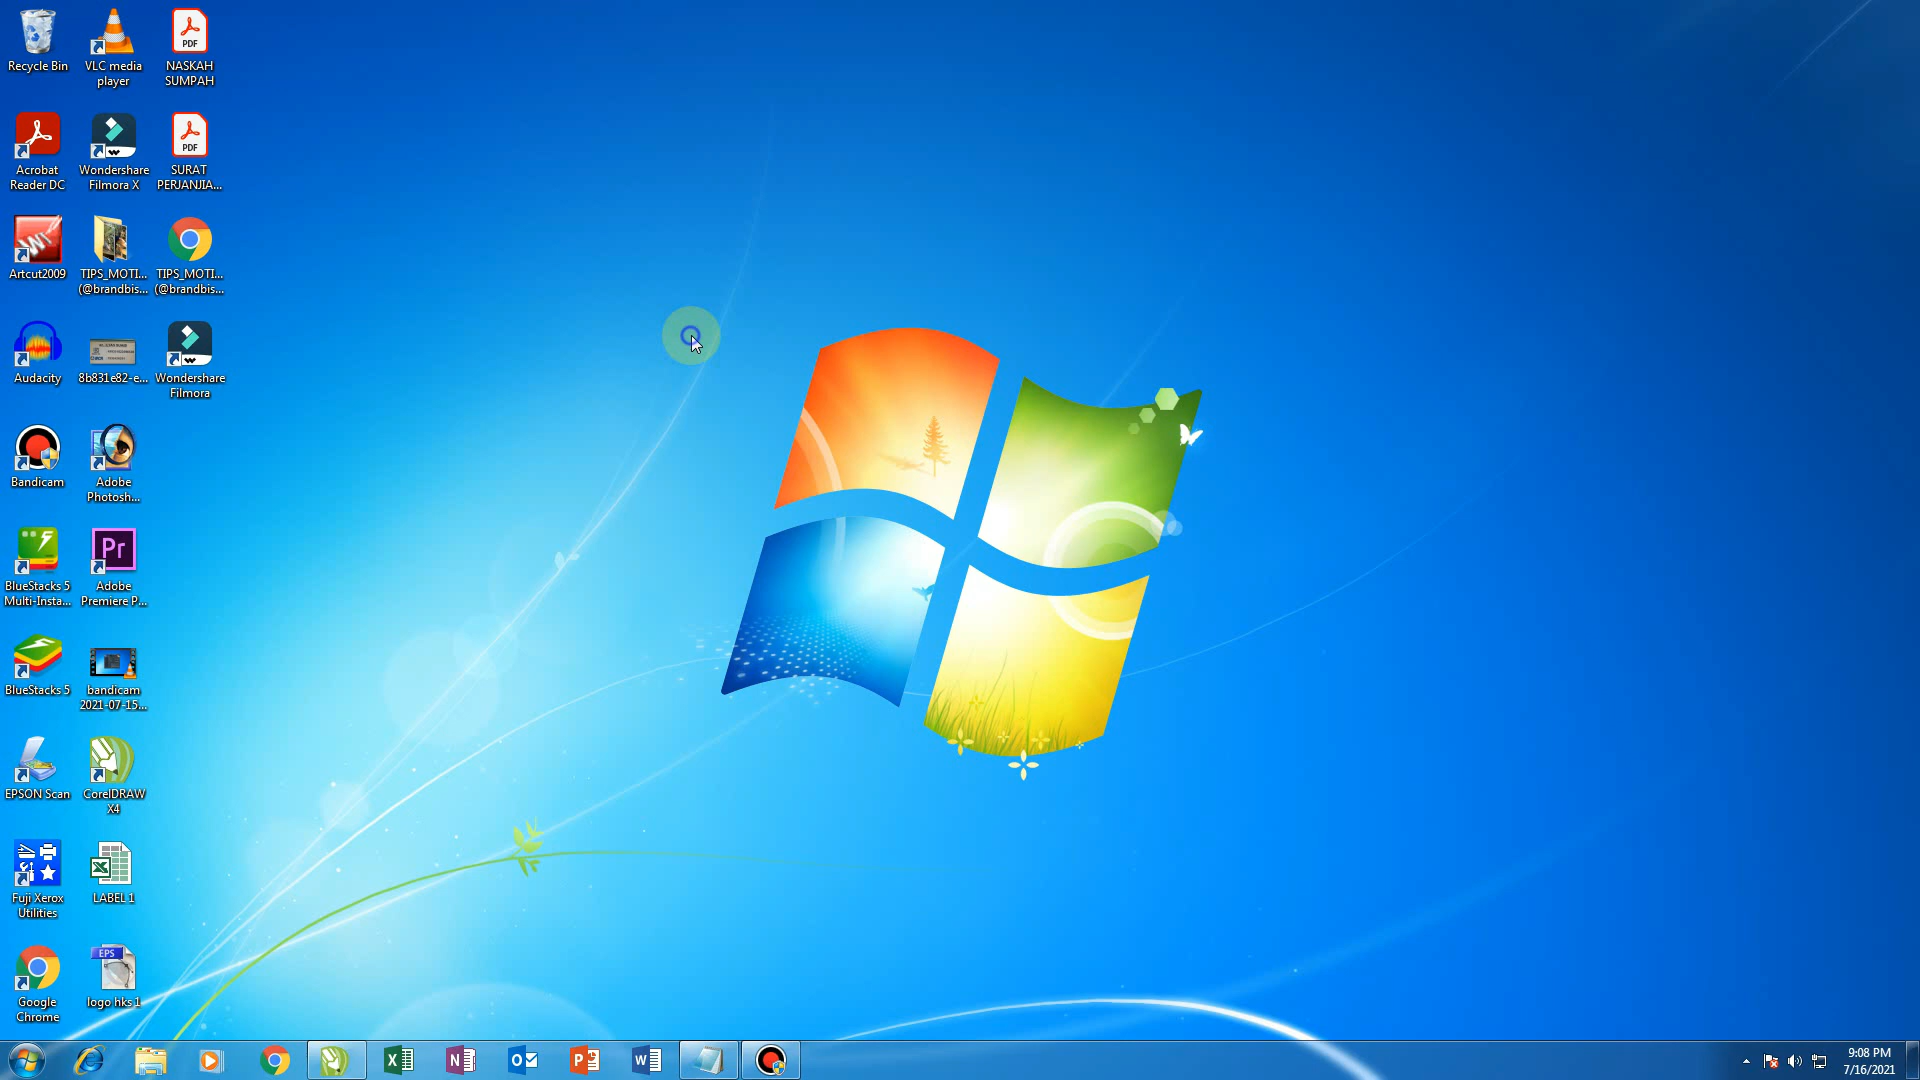 Recycle Bin
VLC media
player
PDF
NASKAH
SUMPAH
Acrobat
Reader DC
Wondershare
Filmora X
PDF
SURAT
PERJANJIA...
Artcut2009
TIPS_MOTI...
(@brandbis...
TIPS_MOTI...
(@brandbis...
Audacity
8b831e82-e...
Wondershare
Filmora
Bandicam
Adobe
Photosh...
BlueStacks 5
Multi-Insta...
Pr
Adobe
Premiere P...
BlueStacks 5
bandicam
2021-07-15...
EPSON Scan
CorelDRAW
X4
Fuji Xerox
Utilities
LABEL 1
Google
Chrome
EPS
logo hks 1
9:08 PM
7/16/2021